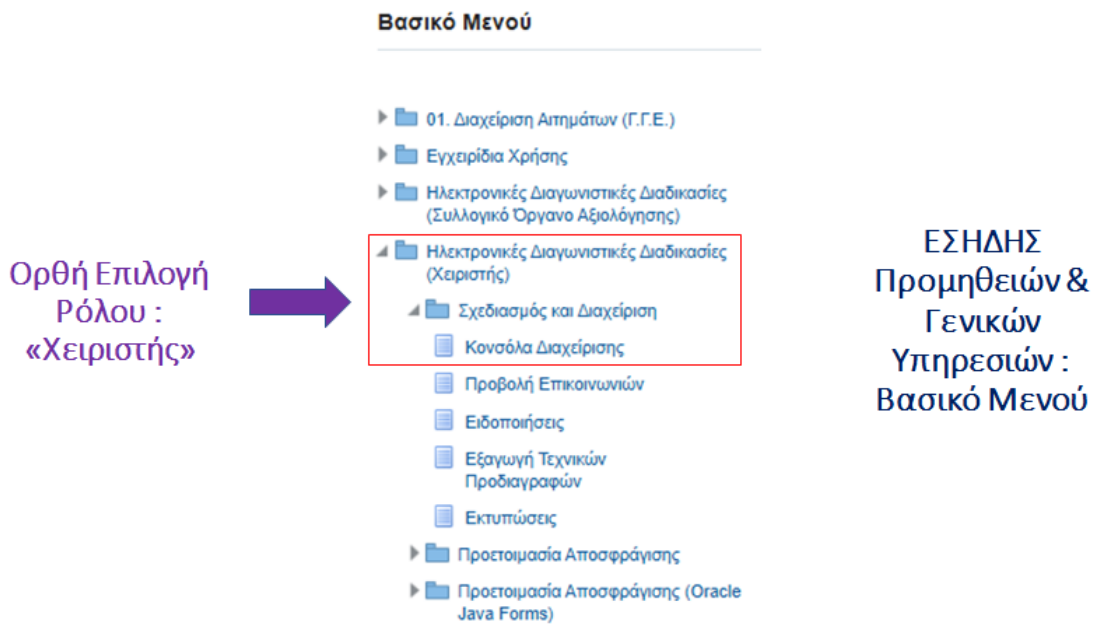 Βασικό Μενού
01. Διαχείριση Αιτημάτων (Γ.Γ.Ε.)
Εγχειρίδια Χρήσης
Ηλεκτρονικές Διαγωνιστικές Διαδικασίες
(Συλλογικό Όργανο Αξιολόγησης)
Ηλεκτρονικές Διαγωνιστικές Διαδικασίες
(Χειριστής)
Σχεδιασμός και Διαχείριση
Κονσόλα Διαχείρισης
Προβολή Επικοινωνιών
Ειδοποιήσεις
Εξαγωγή Τεχνικών
Προδιαγραφών
Εκτυπώσεις
Προετοιμασία Αποσφράγισης
Προετοιμασία Αποσφράγισης (Oracle
Java Forms)
Ορθή Επιλογή
Ρόλου :
«Χειριστής»
ΕΣΗΔΗΣ
Προμηθειών &
Γενικών
Υπηρεσιών :
Βασικό Μενού